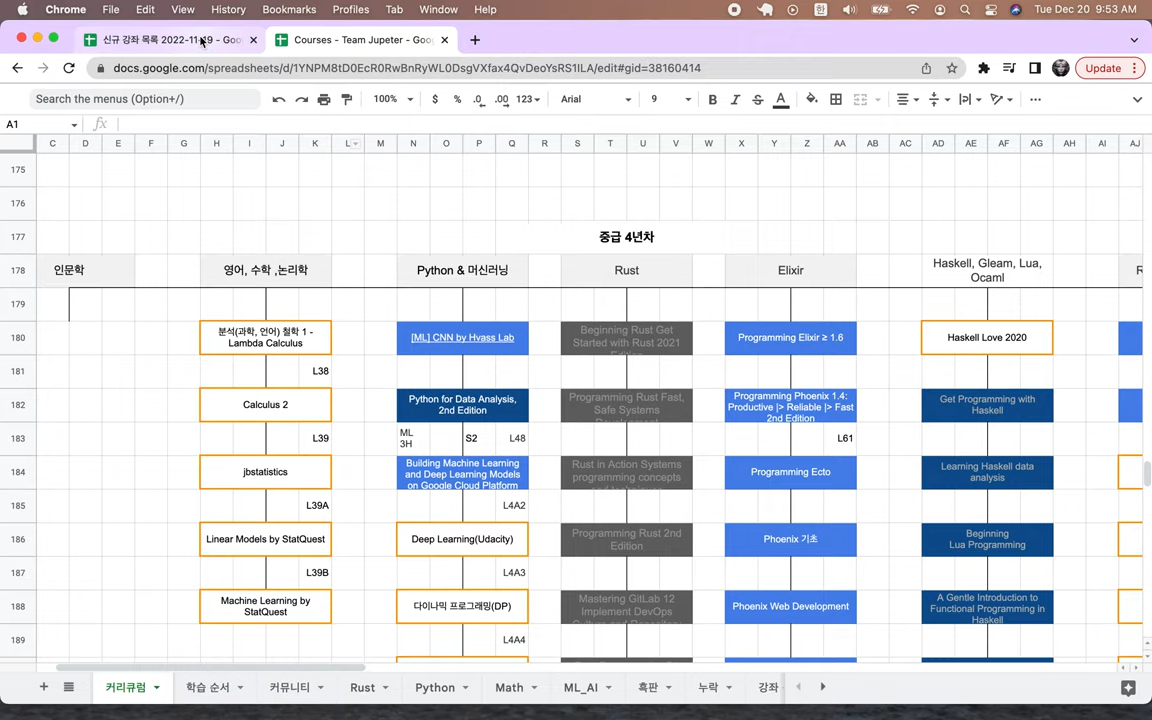 Chrome File Edit View History Bookmarks Profiles Tab Window Help 한 Tue Dec 20 9:53 AM
신규 강좌 목록 2022-11-29 - Goo Courses - Team Jupeter - Goog
docs.google.com/spreadsheets/d/1YNPM8tD0EcR0RwBnRyWL0DsgVXfax4QvDeoYsRS1ILA/edit#gid=38160414 Update
Search the menus (Option+/) 100% $ % .0 .00 123 Arial 9 B I S A
A1 fx
C D E F G H I J K L M N O P Q R S T U V W X Y Z AA AB AC AD AE AF AG AH AI AJ
175
176
177 중급 4년차
178 인문학 영어, 수학 ,논리학 Python & 머신러닝 Rust Elixir Haskell, Gleam, Lua,
Ocaml R
179
180 분석(과학, 언어) 철학 1 -
Lambda Calculus
[ML] CNN by Hvass Lab
Beginning Rust Get
Started with Rust 2021
Edition
Programming Elixir ≥ 1.6
Haskell Love 2020
181 L38
182 Calculus 2
Python for Data Analysis,
2nd Edition
Programming Rust Fast,
Safe Systems
Programming Phoenix 1.4:
Productive |> Reliable |> Fast
2nd Edition
Get Programming with
Haskell
183 L39 ML
3H S2 L48 L61
184 jbstatistics
Building Machine Learning
and Deep Learning Models
on Google Cloud Platform
Rust in Action Systems
programming concepts
Programming Ecto
Learning Haskell data
analysis
185 L39A L4A2
186 Linear Models by StatQuest
Deep Learning(Udacity)
Programming Rust 2nd
Edition
Phoenix 기초
Beginning
Lua Programming
187 L39B L4A3
188 Machine Learning by
StatQuest
다이나믹 프로그래밍(DP)
Mastering GitLab 12
Implement DevOps
Phoenix Web Development
A Gentle Introduction to
Functional Programming in
Haskell
189 L4A4
커리큘럼 학습 순서 커뮤니티 Rust Python Math ML_AI 흑판 누락 강좌